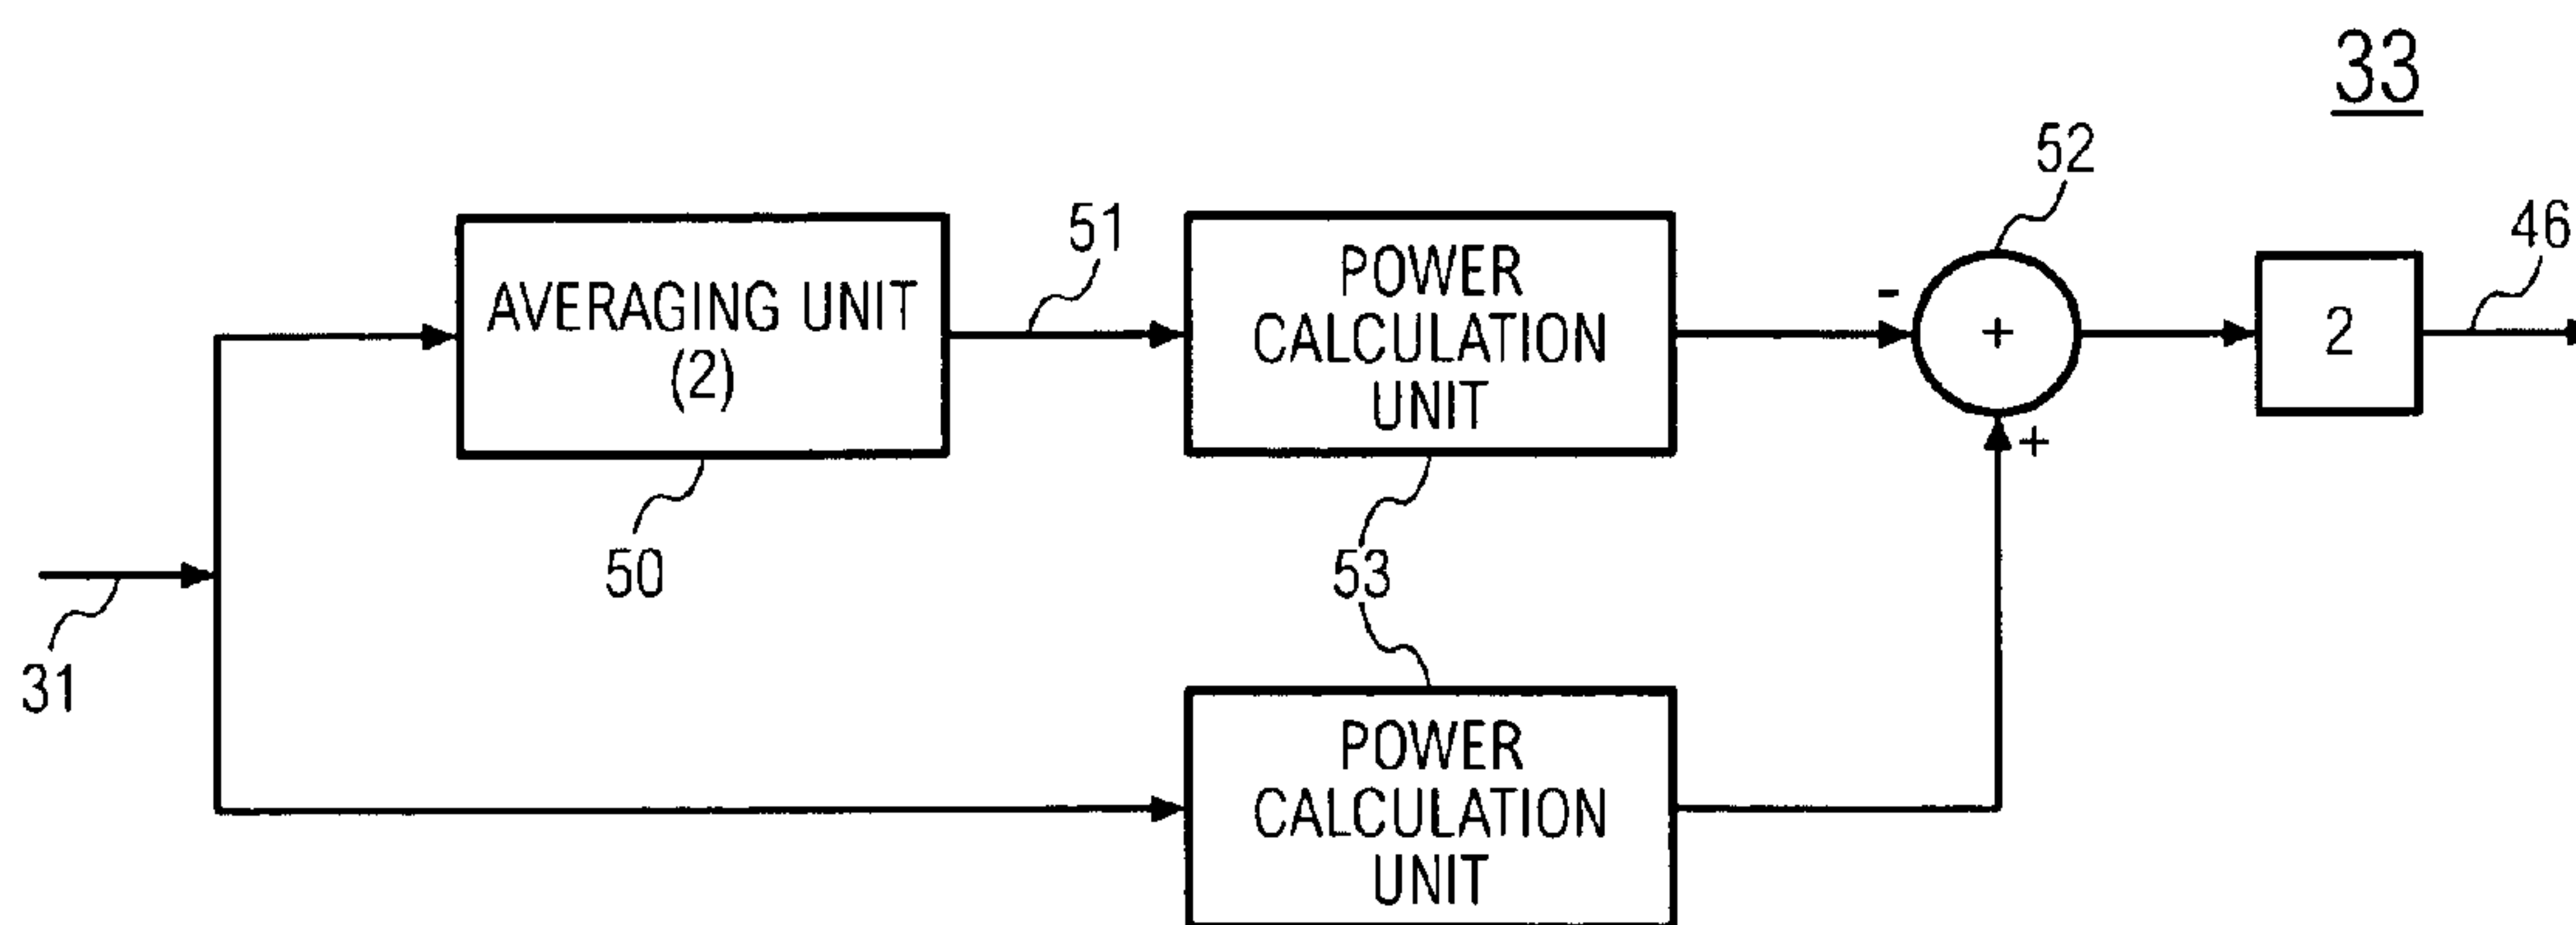 33
52
51
46
AVERAGING UNIT
(2)
POWER
CALCULATION
UNIT
-
+
2
+
50
53
31
POWER
CALCULATION
UNIT